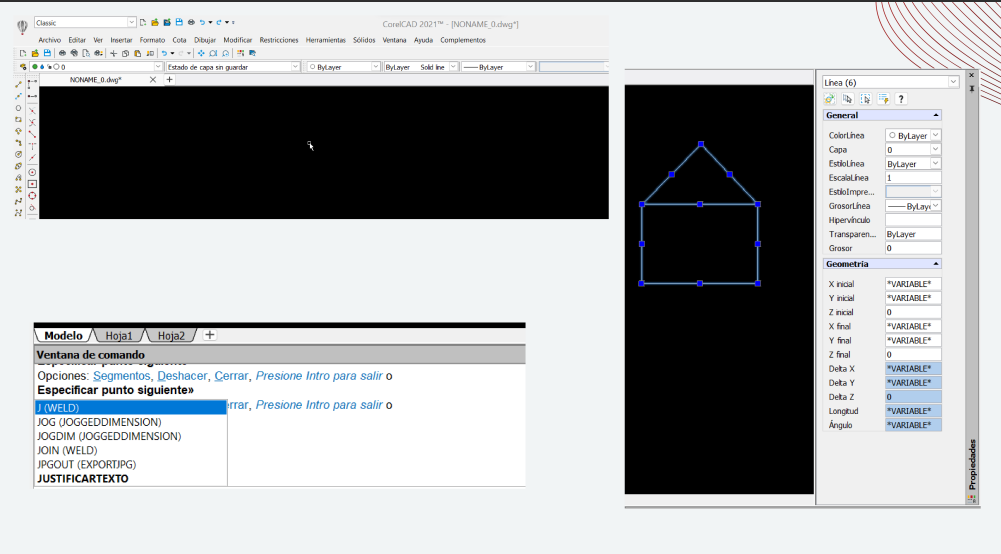 Classic
CorelCAD 2021™ - [NONAME_0.dwg*]
Archivo Editar Ver Insertar Formato Cota Dibujar Modificar Restricciones Herramientas Sólidos Ventana Ayuda Complementos
0 Estado de capa sin guardar ByLayer ByLayer Solid line ByLayer
NONAME_0.dwg*
Modelo Hoja1 Hoja2
Ventana de comando
Opciones: Segmentos, Deshacer, Cerrar, Presione Intro para salir o
Especificar punto siguiente»
rrar, Presione Intro para salir o
J (WELD)
JOG (JOGGEDDIMENSION)
JOGDIM (JOGGEDDIMENSION)
JOIN (WELD)
JPGOUT (EXPORTJPG)
JUSTIFICARTEXTO
Línea (6)
General
ColorLínea ByLayer
Capa 0
EstiloLínea ByLayer
EscalaLínea 1
EstiloImpre...
GrosorLínea ByLaye
Hipervínculo
Transparen... ByLayer
Grosor 0
Geometría
X inicial *VARIABLE*
Y inicial *VARIABLE*
Z inicial 0
X final *VARIABLE*
Y final *VARIABLE*
Z final 0
Delta X *VARIABLE*
Delta Y *VARIABLE*
Delta Z 0
Longitud *VARIABLE*
Ángulo *VARIABLE*
Propiedades